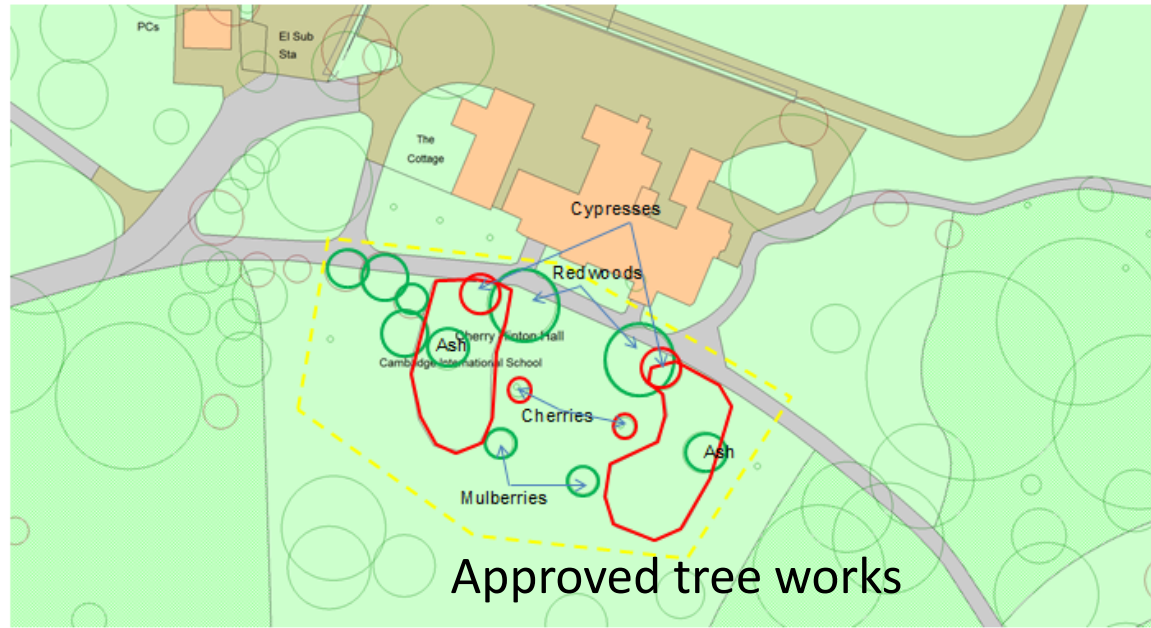 PCs
El Sub
Sta
The
Cottage
Cypresses
Redwoods
Cherry Hinton Hall
Ash
Cambridge International School
Cherries
Ash
Mulberries
Approved tree works